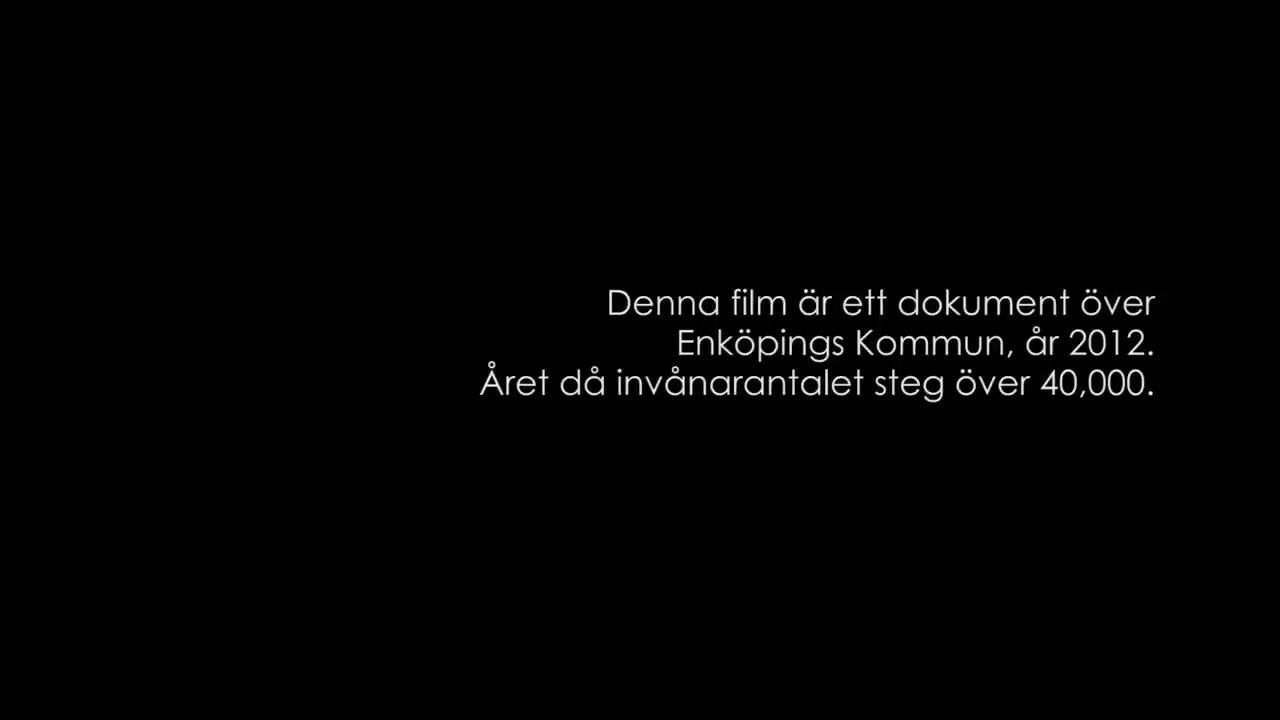 Denna film är ett dokument över
Enköpings Kommun, år 2012.
Året då invånarantalet steg över 40,000.